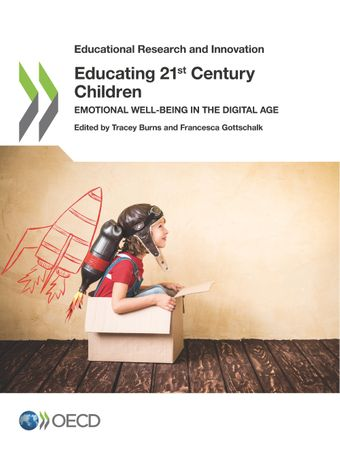 Educational Research and Innovation
Educating 21st Century
Children
EMOTIONAL WELL-BEING IN THE DIGITAL AGE
Edited by Tracey Burns and Francesca Gottschalk
OECD